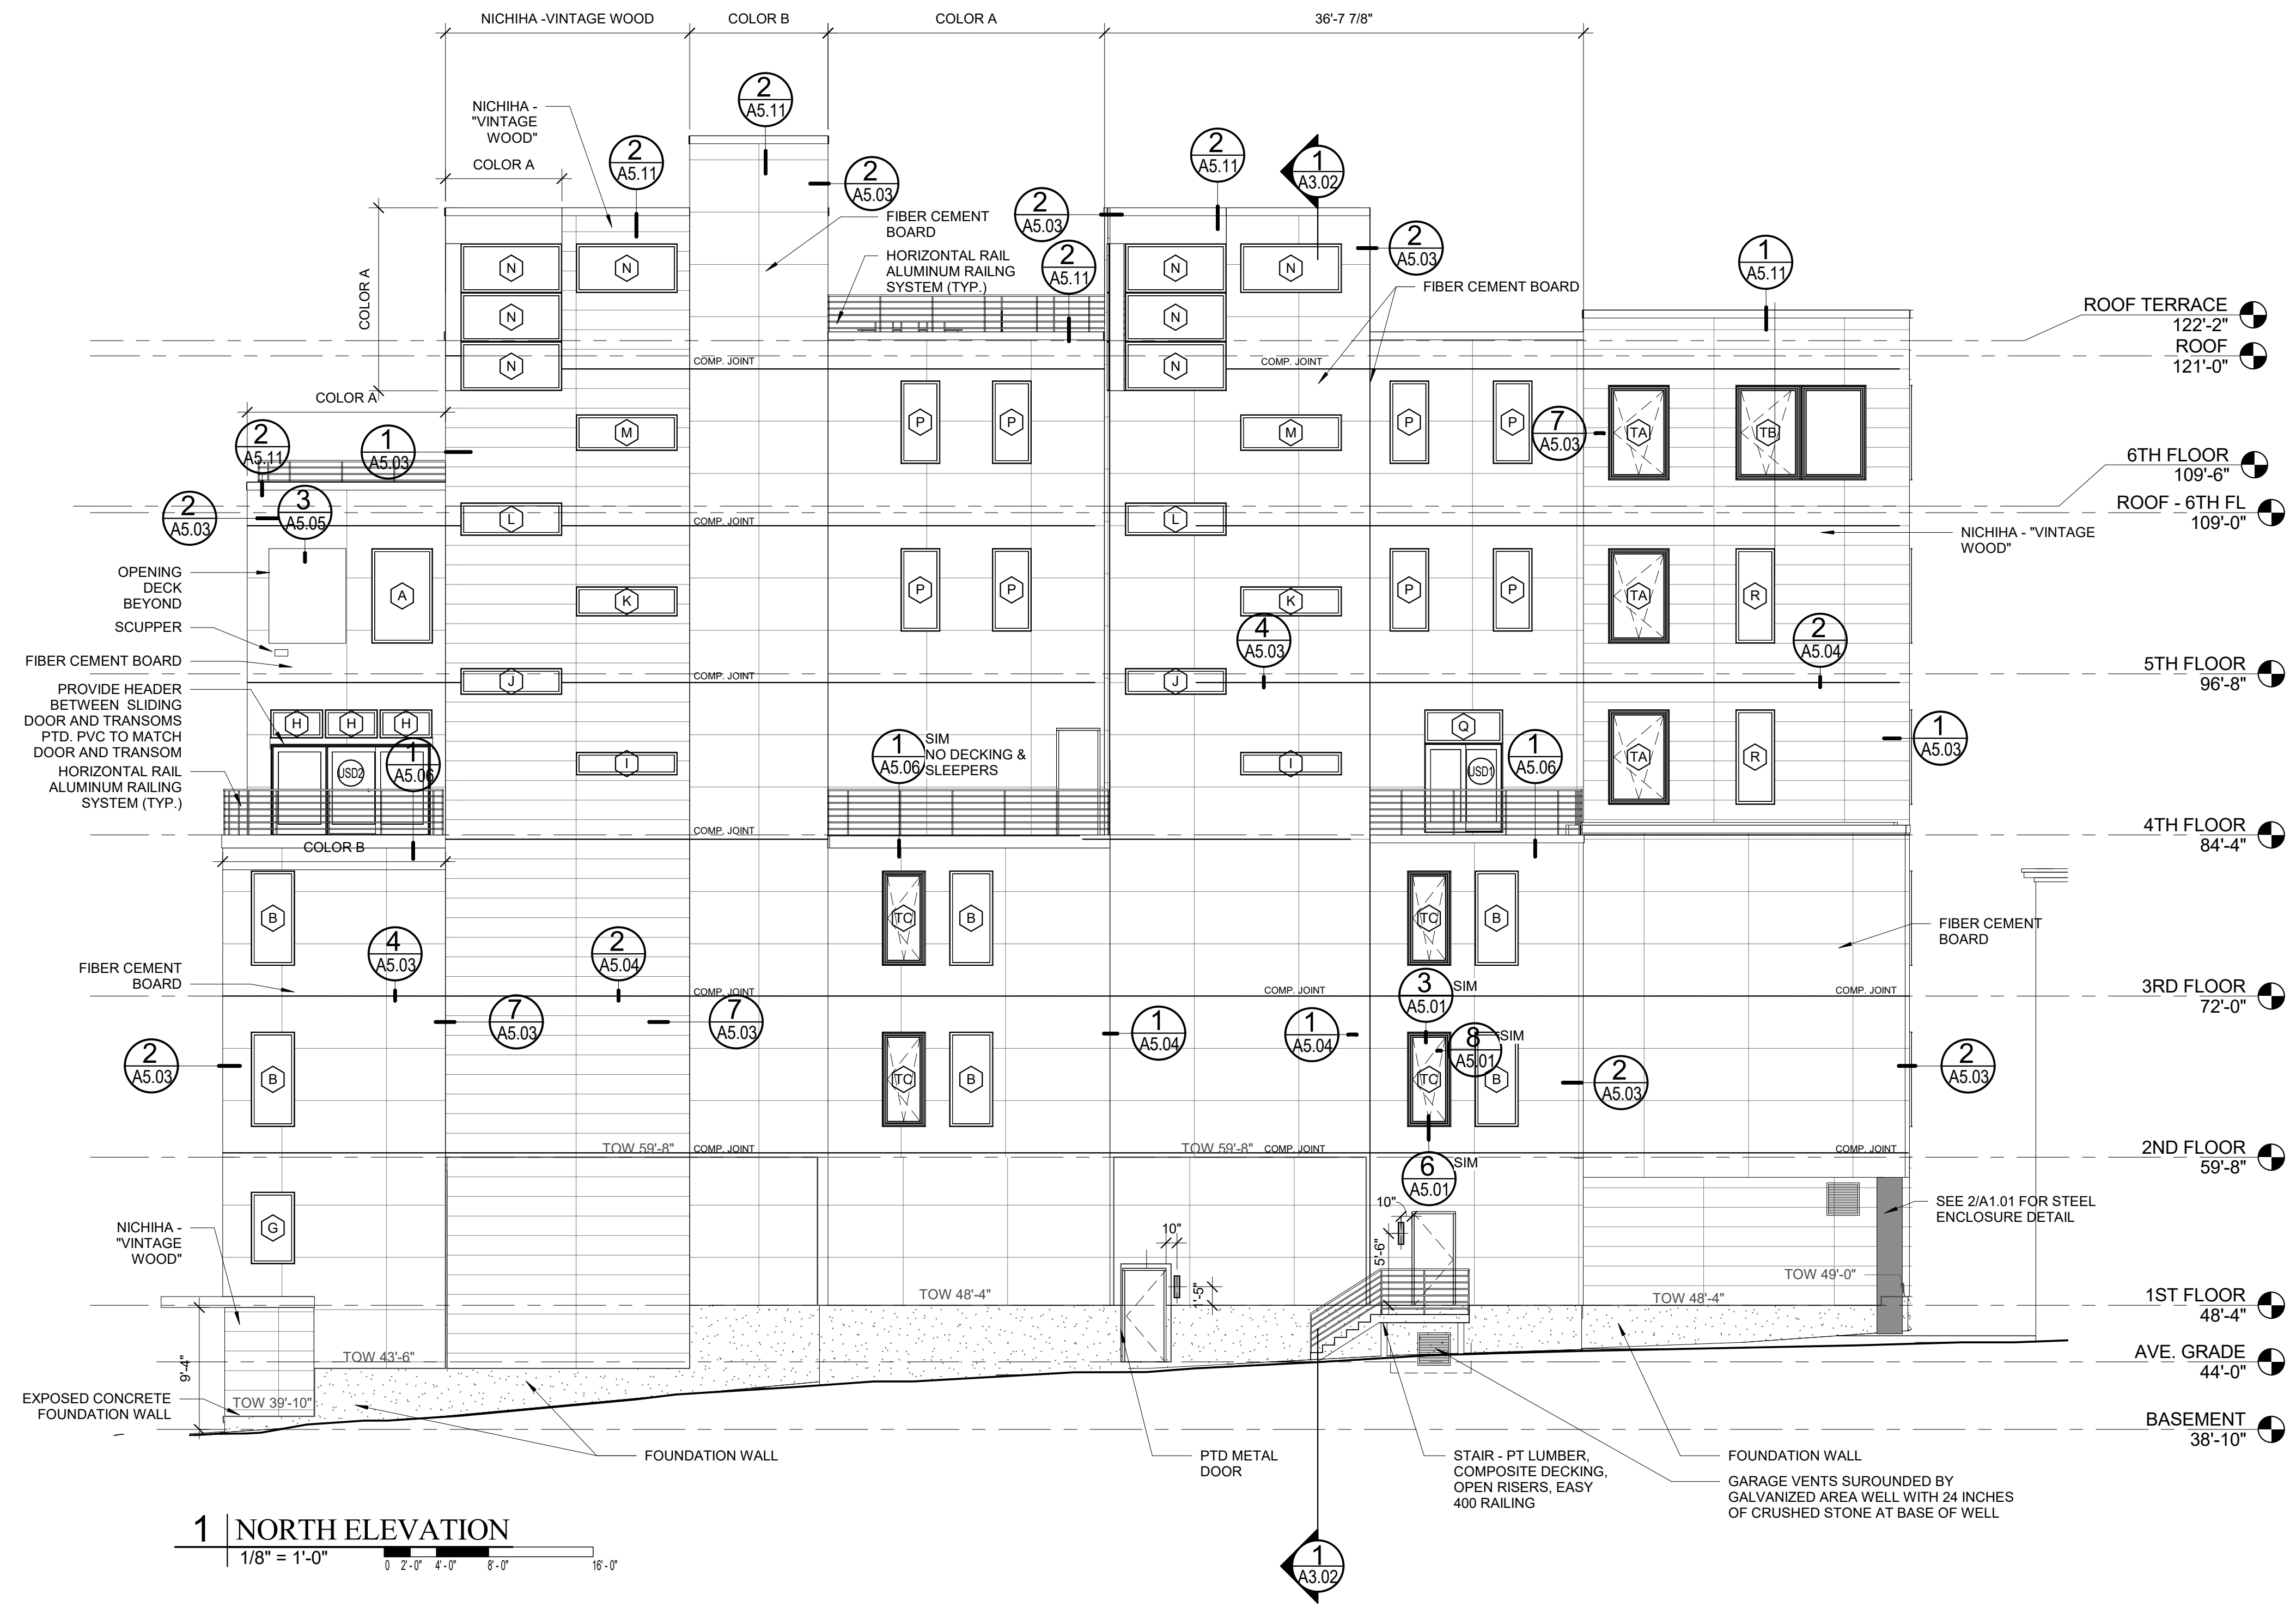 NICHIHA -VINTAGE WOOD
COLOR B
COLOR A
36'-7 7/8"
NICHIHA -
"VINTAGE
WOOD"
COLOR A
2
A5.11
2
A5.11
2
A5.03
2
A5.11
1
A3.02
2
A5.03
2
A5.03
2
A5.11
1
A5.11
FIBER CEMENT
BOARD
HORIZONTAL RAIL
ALUMINUM RAILNG
SYSTEM (TYP.)
FIBER CEMENT BOARD
COLOR A
N
N
N
N
N
N
N
N
ROOF TERRACE
122'-2"
ROOF
121'-0"
COMP. JOINT
COMP. JOINT
COLOR A
2
A5.11
1
A5.03
M
P
P
M
P
P
7
A5.03
TA
TB
6TH FLOOR
109'-6"
ROOF - 6TH FL
109'-0"
2
A5.03
3
A5.05
L
COMP. JOINT
L
NICHIHA - "VINTAGE
WOOD"
OPENING
DECK
BEYOND
SCUPPER
A
K
P
P
K
P
P
TA
R
4
A5.03
2
A5.04
FIBER CEMENT BOARD
PROVIDE HEADER
BETWEEN SLIDING
DOOR AND TRANSOMS
PTD. PVC TO MATCH
DOOR AND TRANSOM
HORIZONTAL RAIL
ALUMINUM RAILING
SYSTEM (TYP.)
J
COMP. JOINT
J
5TH FLOOR
96'-8"
H
H
H
USD2
1
A5.06
I
1
A5.06
SIM
NO DECKING &
SLEEPERS
I
Q
USD1
1
A5.06
TA
R
1
A5.03
COMP. JOINT
4TH FLOOR
84'-4"
COLOR B
B
TC
B
TC
B
FIBER CEMENT
BOARD
FIBER CEMENT
BOARD
4
A5.03
2
A5.04
COMP. JOINT
COMP. JOINT
3
A5.01
SIM
COMP. JOINT
3RD FLOOR
72'-0"
7
A5.03
7
A5.03
1
A5.04
1
A5.04
8
A5.01
SIM
2
A5.03
B
TC
B
TC
B
2
A5.03
2
A5.03
TOW 59'-8"
COMP. JOINT
TOW 59'-8"
COMP. JOINT
COMP. JOINT
2ND FLOOR
59'-8"
6
A5.01
SIM
G
NICHIHA -
"VINTAGE
WOOD"
10"
10"
5'-6"
1'-5"
SEE 2/A1.01 FOR STEEL
ENCLOSURE DETAIL
TOW 49'-0"
TOW 48'-4"
TOW 48'-4"
1ST FLOOR
48'-4"
9'-4"
TOW 43'-6"
AVE. GRADE
44'-0"
EXPOSED CONCRETE
FOUNDATION WALL
TOW 39'-10"
BASEMENT
38'-10"
FOUNDATION WALL
PTD METAL
DOOR
STAIR - PT LUMBER,
COMPOSITE DECKING,
OPEN RISERS, EASY
400 RAILING
FOUNDATION WALL
GARAGE VENTS SUROUNDED BY
GALVANIZED AREA WELL WITH 24 INCHES
OF CRUSHED STONE AT BASE OF WELL
1
NORTH ELEVATION
1/8" = 1'-0"
0 2'-0" 4'-0" 8'-0" 16'-0"
1
A3.02